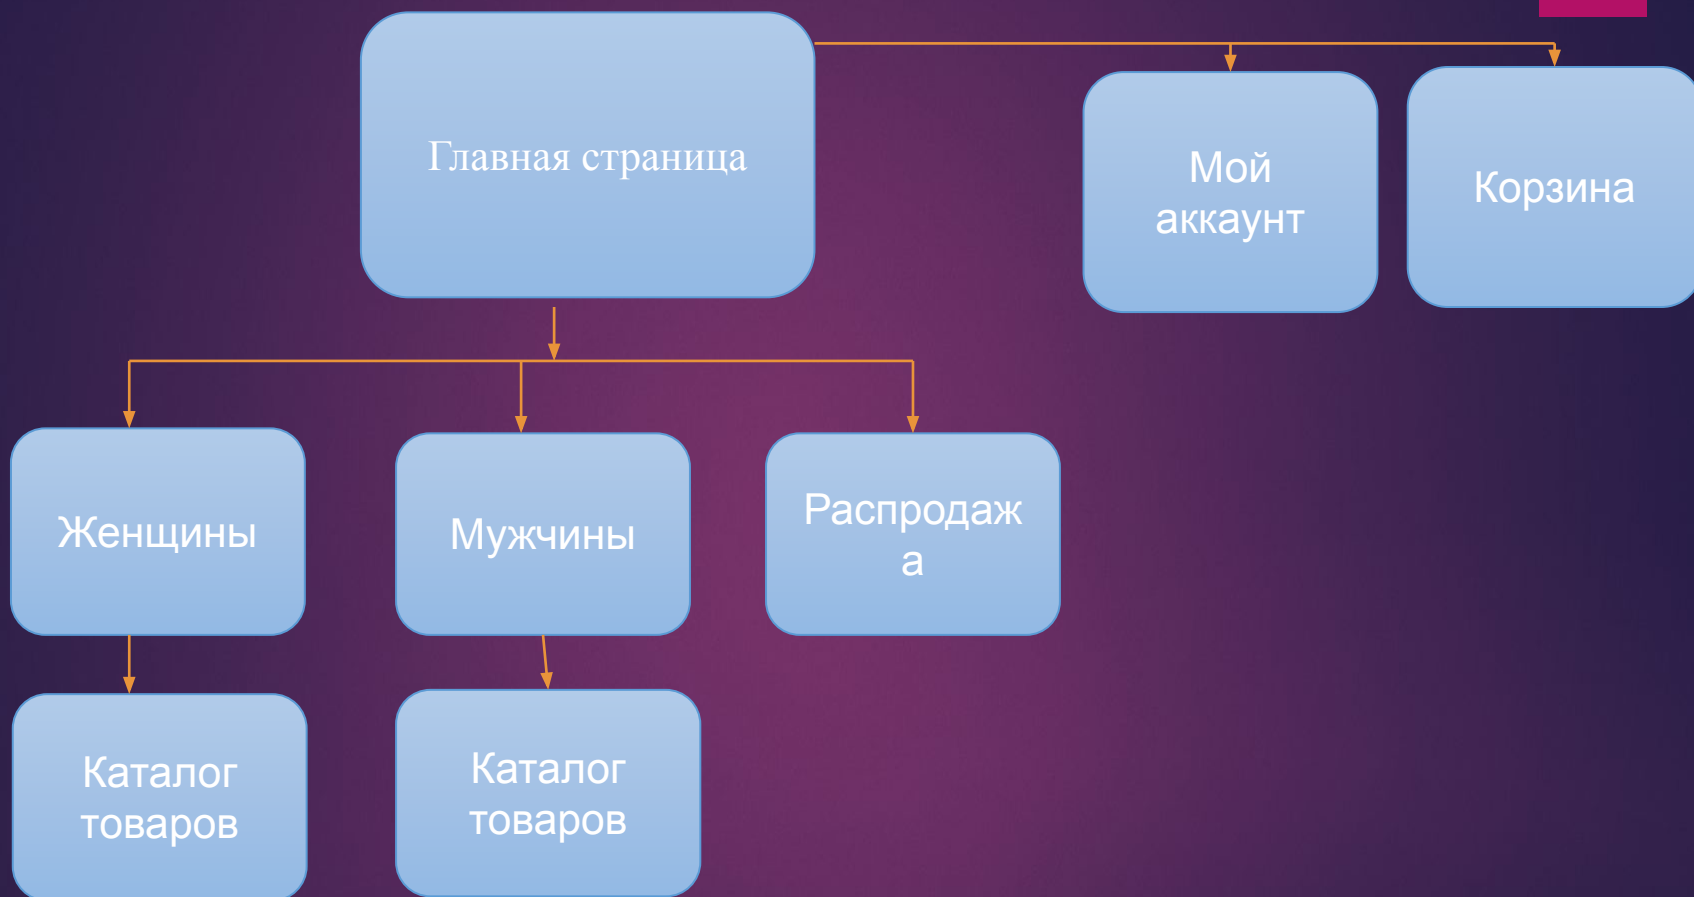 Главная страница
Мой
аккаунт
Корзина
Женщины
Мужчины
Распродаж
а
Каталог
товаров
Каталог
товаров